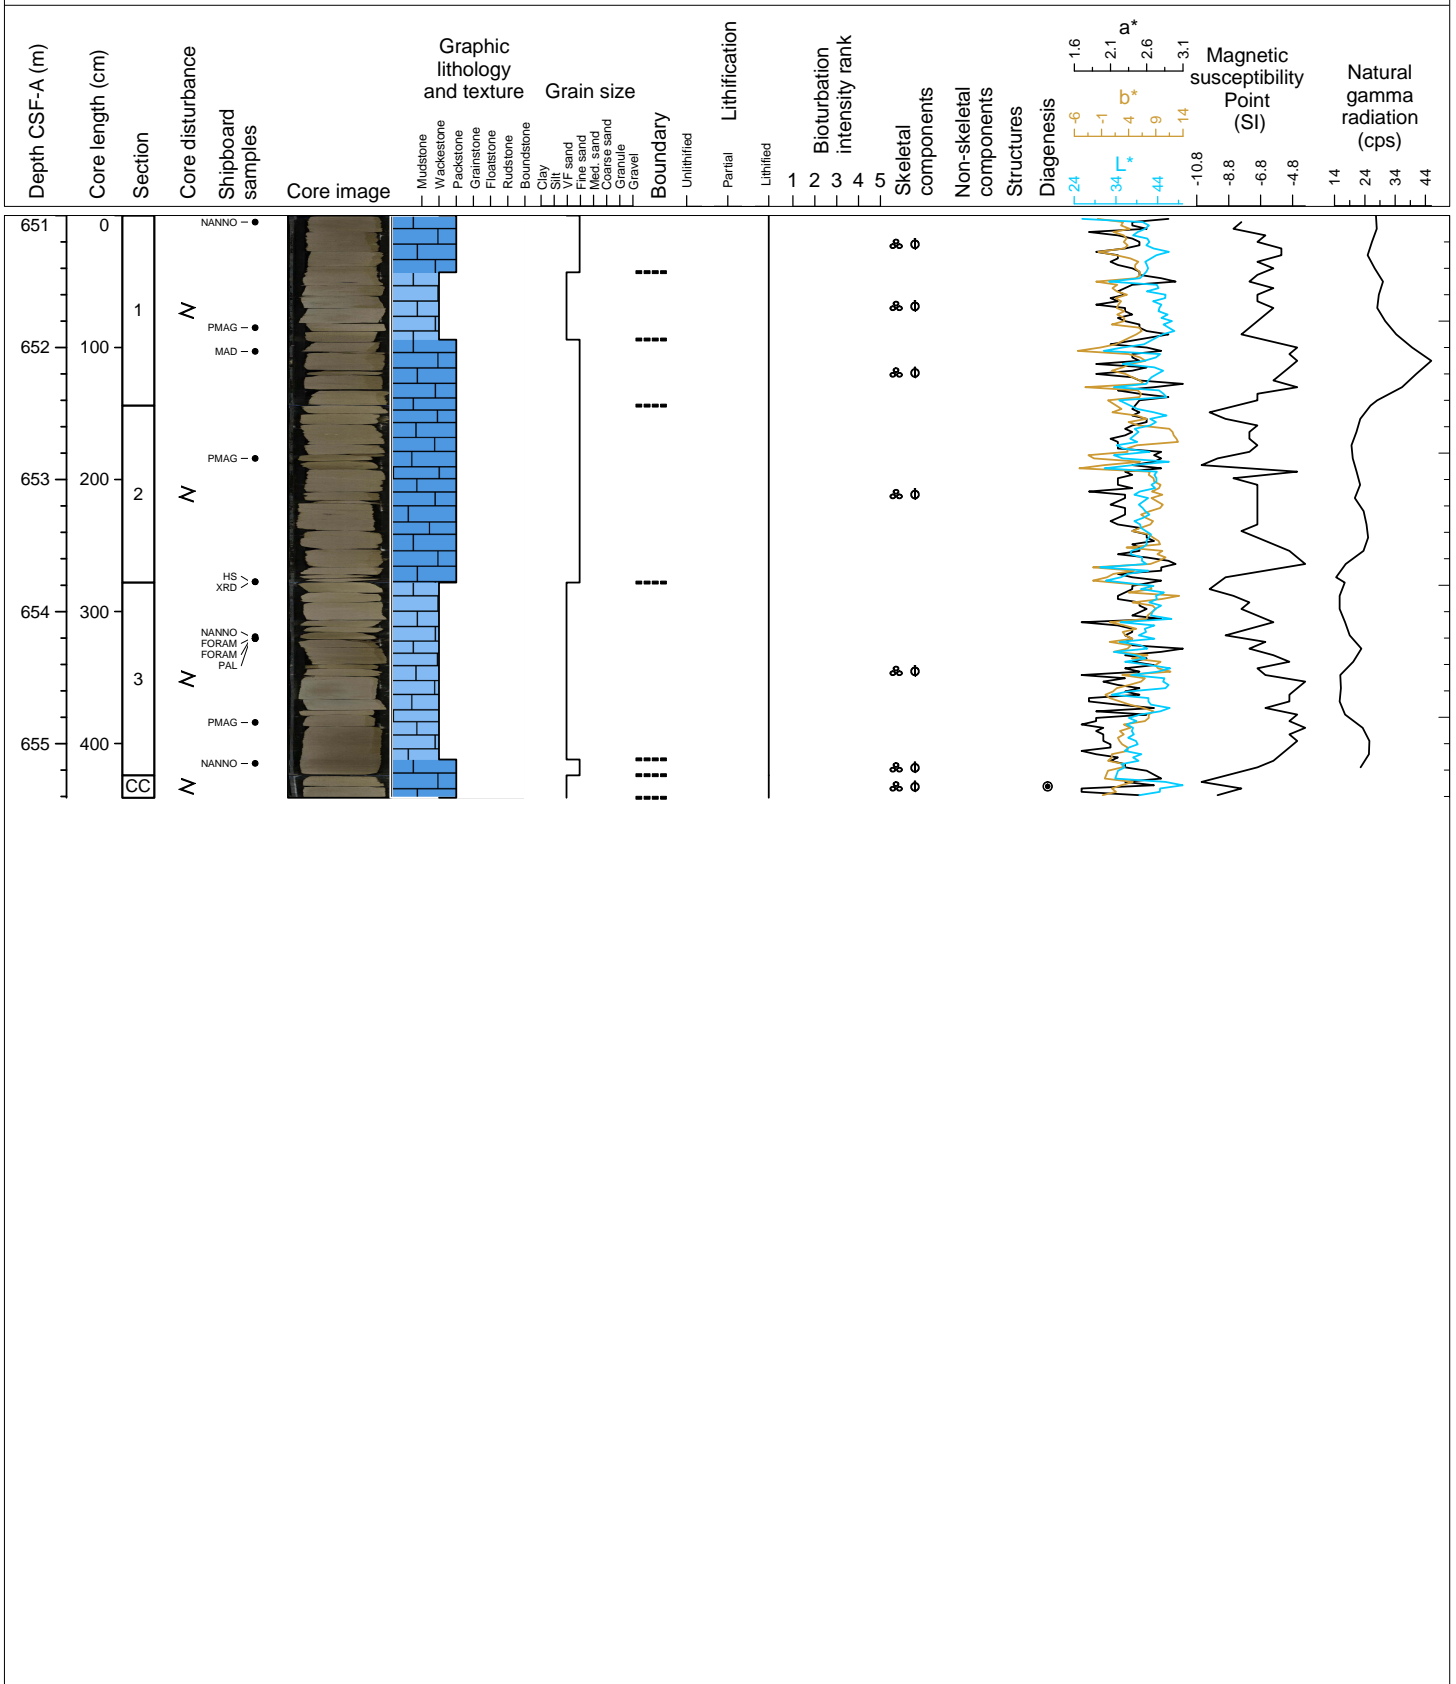 Depth CSF-A (m)
Core length (cm)
Section
Core disturbance
Shipboard
samples
Core image
Graphic
lithology
and texture
Mudstone
Wackestone
Packstone
Grainstone
Floatstone
Rudstone
Boundstone
Grain size
Clay
Silt
VF sand
Fine sand
Med. sand
Coarse sand
Granule
Gravel
Boundary
Lithification
Unlithified
Partial
Lithified
Bioturbation
intensity rank
1 2 3 4 5
Skeletal
components
Non-skeletal
components
Structures
Diagenesis
a*
1.6 2.1 2.6 3.1
b*
-6 -1 4 9 14
L*
24 34 44
Magnetic
susceptibility
Point
(SI)
-10.8 -8.8 -6.8 -4.8
Natural
gamma
radiation
(cps)
14 24 34 44
651
652
653
654
655
0
100
200
300
400
1
2
3
CC
NANNO
PMAG
MAD
PMAG
HS
XRD
NANNO
FORAM
FORAM
PAL
PMAG
NANNO